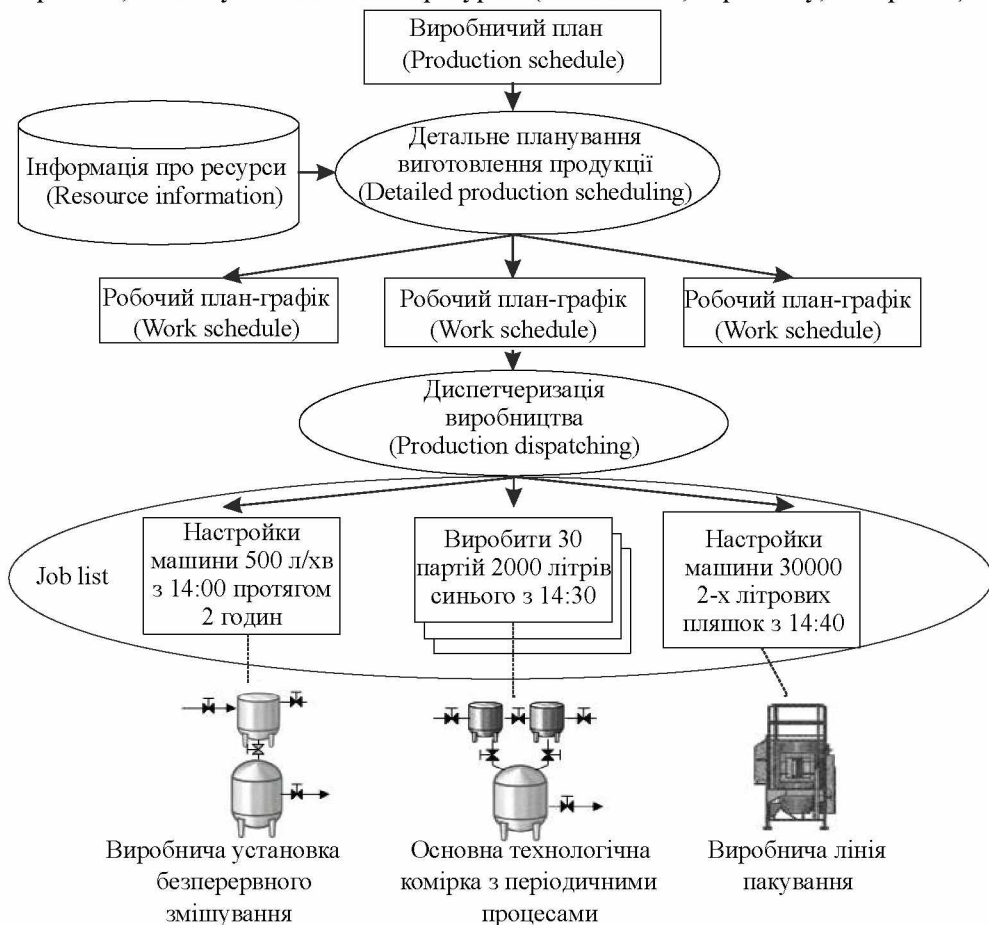 Виробничий план
(Production schedule)
Детальне планування
виготовлення продукції
(Detailed production scheduling)
Інформація про ресурси
(Resource information)
Робочий план-графік
(Work schedule)
Робочий план-графік
(Work schedule)
Робочий план-графік
(Work schedule)
Диспетчеризація
виробництва
(Production dispatching)
Job list
Настройки
машини 500 л/хв
з 14:00 протягом
2 годин
Виробити 30
партій 2000 літрів
синього з 14:30
Настройки
машини 30000
2-х літрових
пляшок з 14:40
Виробнича установка
безперервного
змішування
Основна технологічна
комірка з періодичними
процесами
Виробнича лінія
пакування